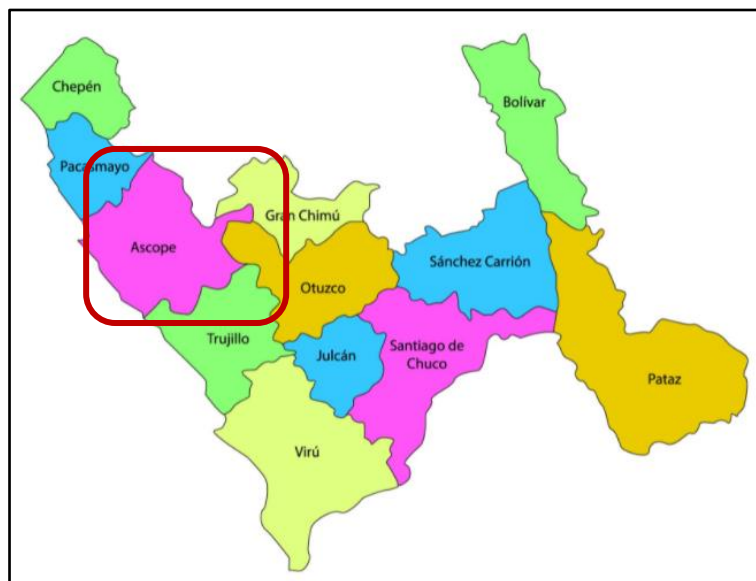 Chepén
Bolívar
Pacasmayo
Gran Chimú
Ascope
Sánchez Carrión
Otuzco
Trujillo
Julcán
Santiago de
Chuco
Pataz
Virú